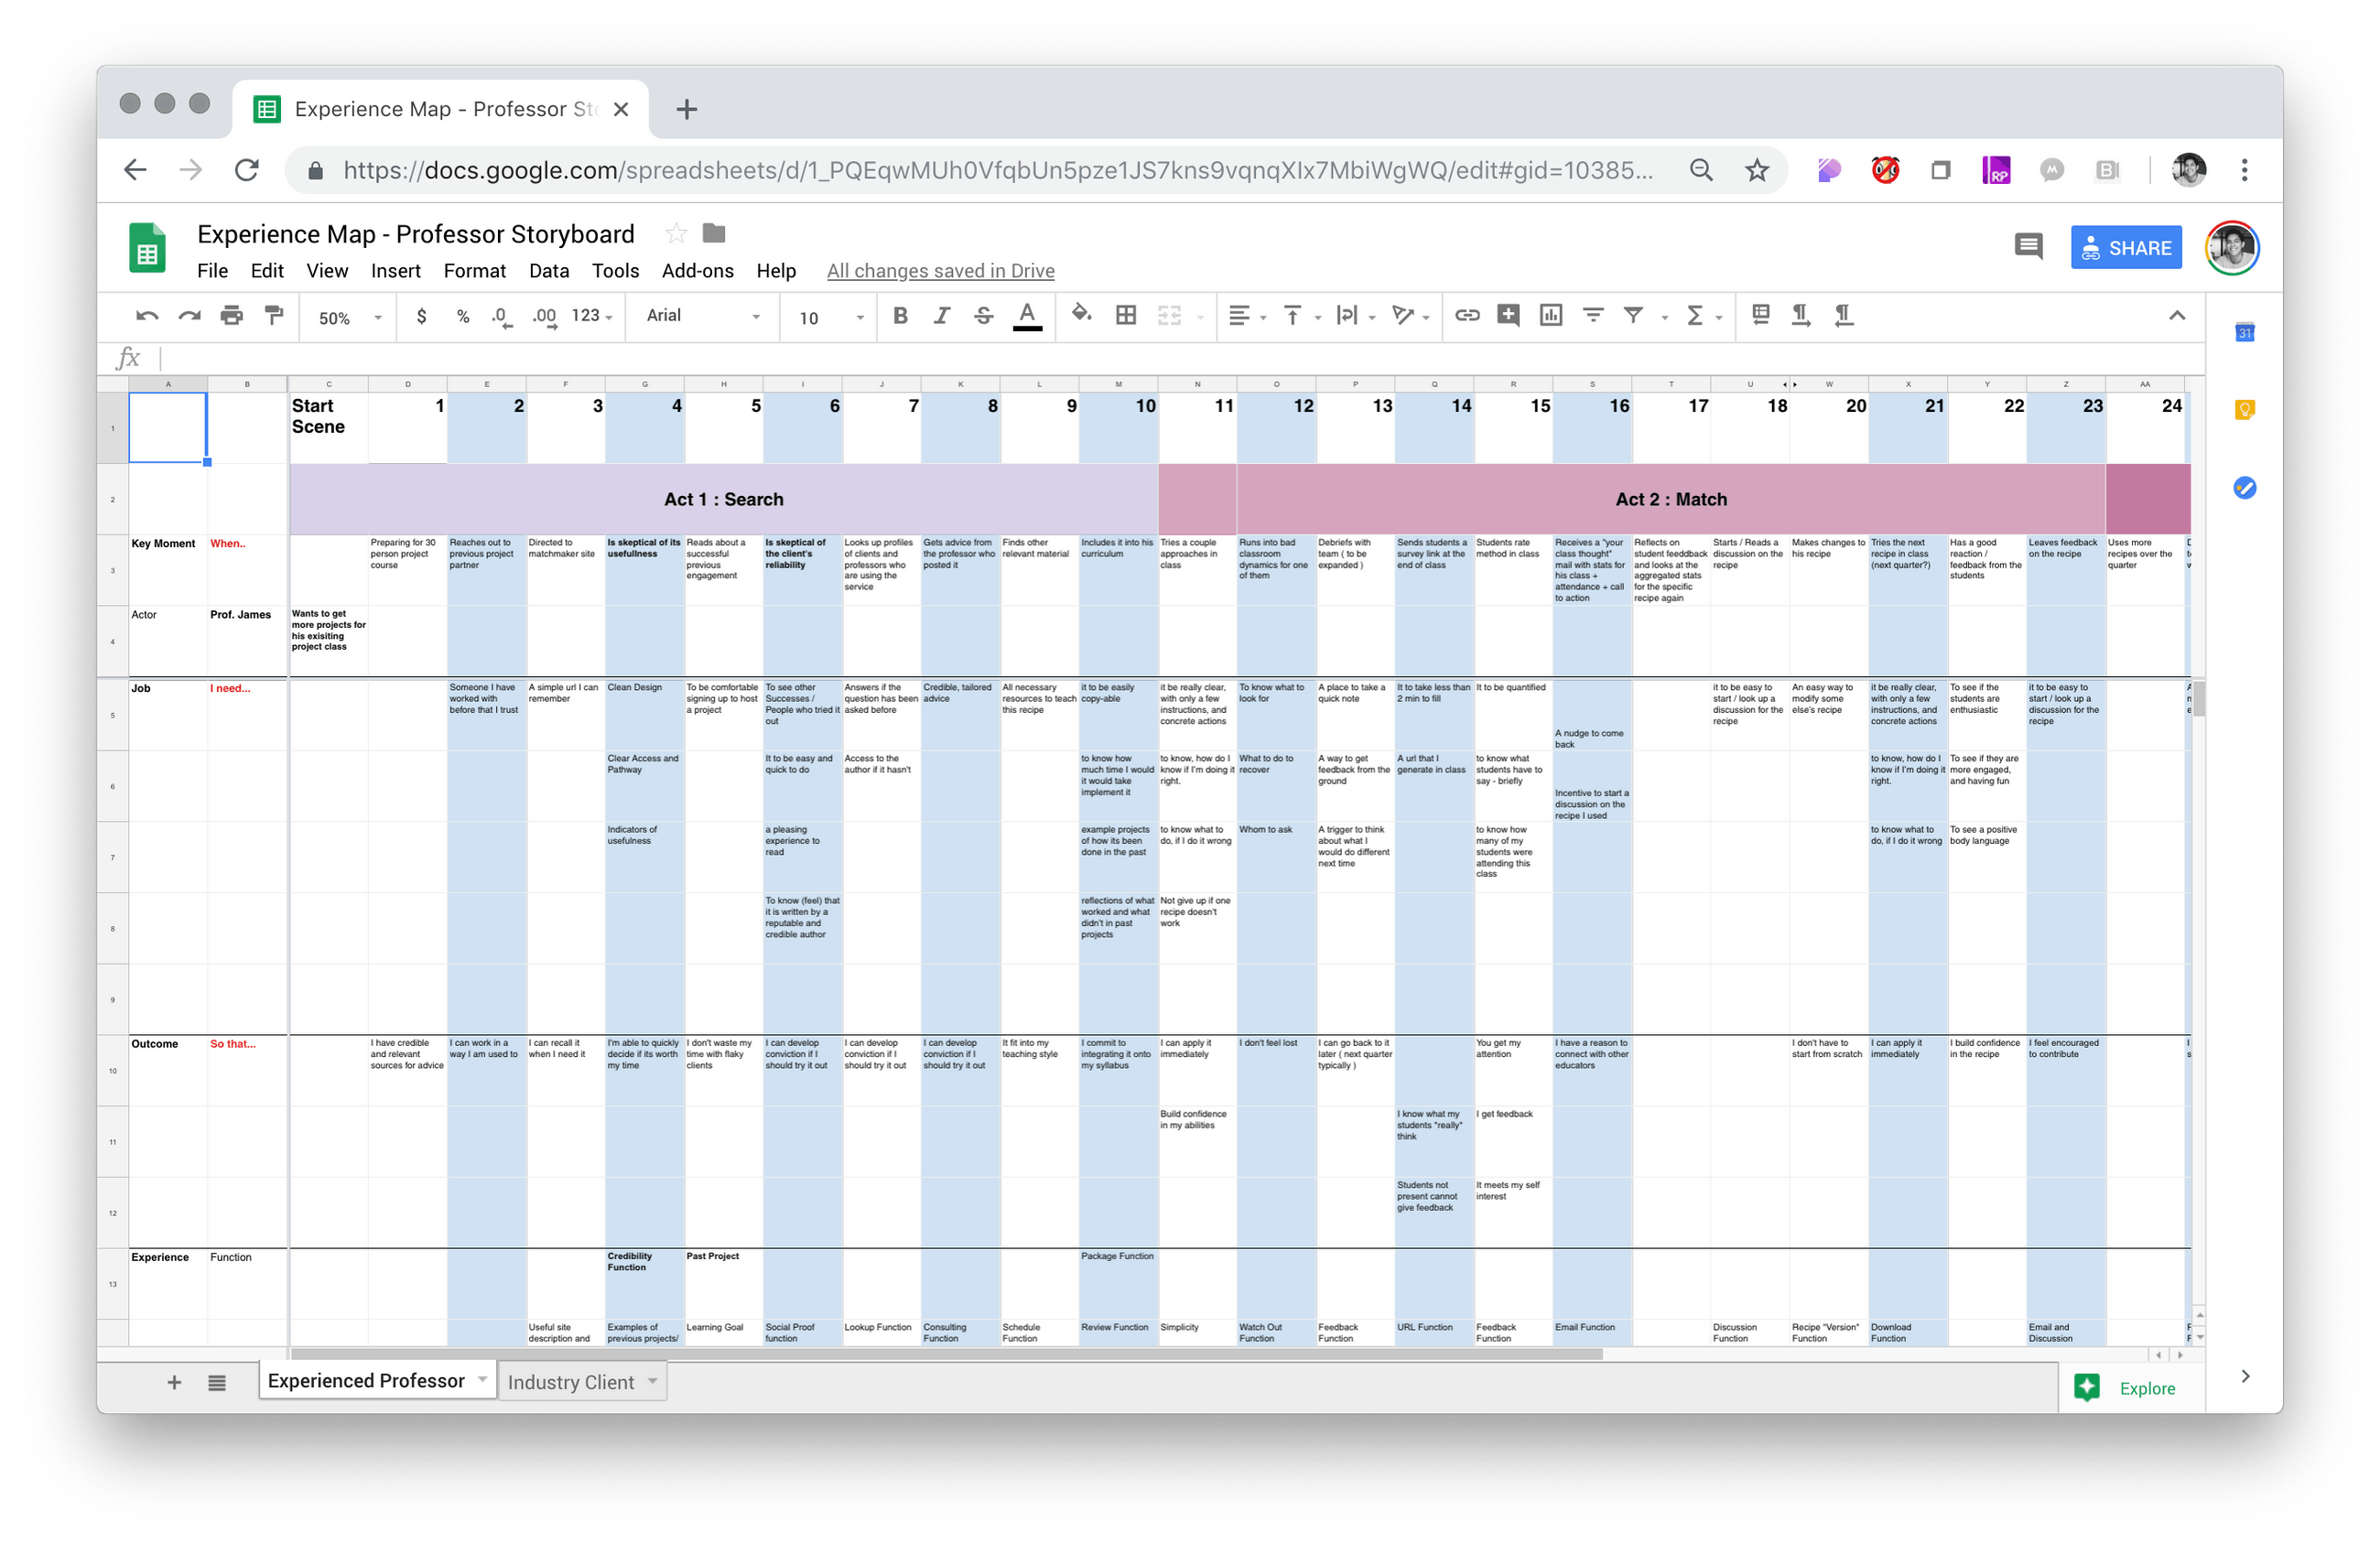 Experience Map - Professor St
https://docs.google.com/spreadsheets/d/1_PQEqwMUh0VfqbUn5pze1JS7kns9vqnqXIx7MbiWgWQ/edit#gid=10385...
RP
M
B
Experience Map - Professor Storyboard
SHARE
File Edit View Insert Format Data Tools Add-ons Help All changes saved in Drive
50% $ % .0 .00 123 Arial 10 B I S A
31
fx
A B C D E F G H I J K L M N O P Q R S T U W X Y Z AA
1 Start Scene 1 2 3 4 5 6 7 8 9 10 11 12 13 14 15 16 17 18 20 21 22 23 24
2 Act 1 : Search Act 2 : Match
3 Key Moment When.. Preparing for 30 person project course Reaches out to previous project partner Directed to matchmaker site Is skeptical of its usefullness Reads about a successful previous engagement Is skeptical of the client's reliability Looks up profiles of clients and professors who are using the service Gets advice from the professor who posted it Finds other relevant material Includes it into his curriculum Tries a couple approaches in class Runs into bad classroom dynamics for one of them Debriefs with team ( to be expanded ) Sends students a survey link at the end of class Students rate method in class Receives a "your class thought" mail with stats for his class + attendance + call to action Reflects on student feeddback and looks at the aggregated stats for the specific recipe again Starts / Reads a discussion on the recipe Makes changes to his recipe Tries the next recipe in class (next quarter?) Has a good reaction / feedback from the students Leaves feedback on the recipe Uses more recipes over the quarter
4 Actor Prof. James Wants to get more projects for his exisiting project class
5 Job I need... Someone I have worked with before that I trust A simple url I can remember Clean Design To be comfortable signing up to host a project To see other Successes / People who tried it out Answers if the question has been asked before Credible, tailored advice All necessary resources to teach this recipe it to be easily copy-able it be really clear, with only a few instructions, and concrete actions To know what to look for A place to take a quick note It to take less than 2 min to fill It to be quantified A nudge to come back it to be easy to start / look up a discussion for the recipe An easy way to modify some else's recipe it be really clear, with only a few instructions, and concrete actions To see if the students are enthusiastic it to be easy to start / look up a discussion for the recipe
6 Clear Access and Pathway It to be easy and quick to do Access to the author if it hasn't to know how much time I would it would take implement it to know, how do I know if I'm doing it right. What to do to recover A way to get feedback from the ground A url that I generate in class to know what students have to say - briefly Incentive to start a discussion on the recipe I used to know, how do I know if I'm doing it right. To see if they are more engaged, and having fun
7 Indicators of usefulness a pleasing experience to read example projects of how its been done in the past to know what to do, if I do it wrong Whom to ask A trigger to think about what I would do different next time to know how many of my students were attending this class to know what to do, if I do it wrong To see a positive body language
8 To know (feel) that it is written by a reputable and credible author reflections of what worked and what didn't in past projects Not give up if one recipe doesn't work
9
10 Outcome So that... I have credible and relevant sources for advice I can work in a way I am used to I can recall it when I need it I'm able to quickly decide if its worth my time I don't waste my time with flaky clients I can develop conviction if I should try it out I can develop conviction if I should try it out I can develop conviction if I should try it out It fit into my teaching style I commit to integrating it onto my syllabus I can apply it immediately I don't feel lost I can go back to it later ( next quarter typically ) You get my attention I have a reason to connect with other educators I don't have to start from scratch I can apply it immediately I build confidence in the recipe I feel encouraged to contribute
11 Build confidence in my abilities I know what my students "really" think I get feedback
12 Students not present cannot give feedback It meets my self interest
13 Experience Function Credibility Function Past Project Package Function
Useful site description and Examples of previous projects/ Learning Goal Social Proof function Lookup Function Consulting Function Schedule Function Review Function Simplicity Watch Out Function Feedback Function URL Function Feedback Function Email Function Discussion Function Recipe "Version" Function Download Function Email and Discussion
Experienced Professor Industry Client Explore